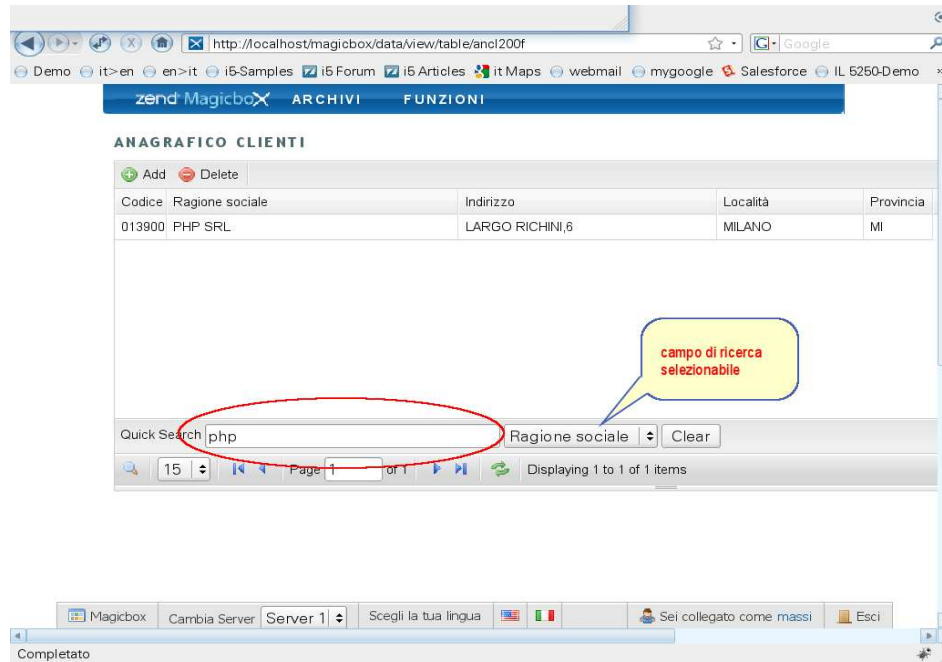 http://localhost/magicbox/data/view/table/ancl200f
G Google
Demo it>en en>it i5-Samples i5 Forum i5 Articles it Maps webmail mygoogle Salesforce IL 5250-Demo »
zend MagicboX ARCHIVI FUNZIONI
ANAGRAFICO CLIENTI
Add Delete
Codice Ragione sociale Indirizzo Località Provincia
013900 PHP SRL LARGO RICHINI,6 MILANO MI
campo di ricerca
selezionabile
Quick Search php Ragione sociale Clear
15 Page 1 of 1 Displaying 1 to 1 of 1 items
Magicbox Cambia Server Server 1 Scegli la tua lingua Sei collegato come massi Esci
Completato